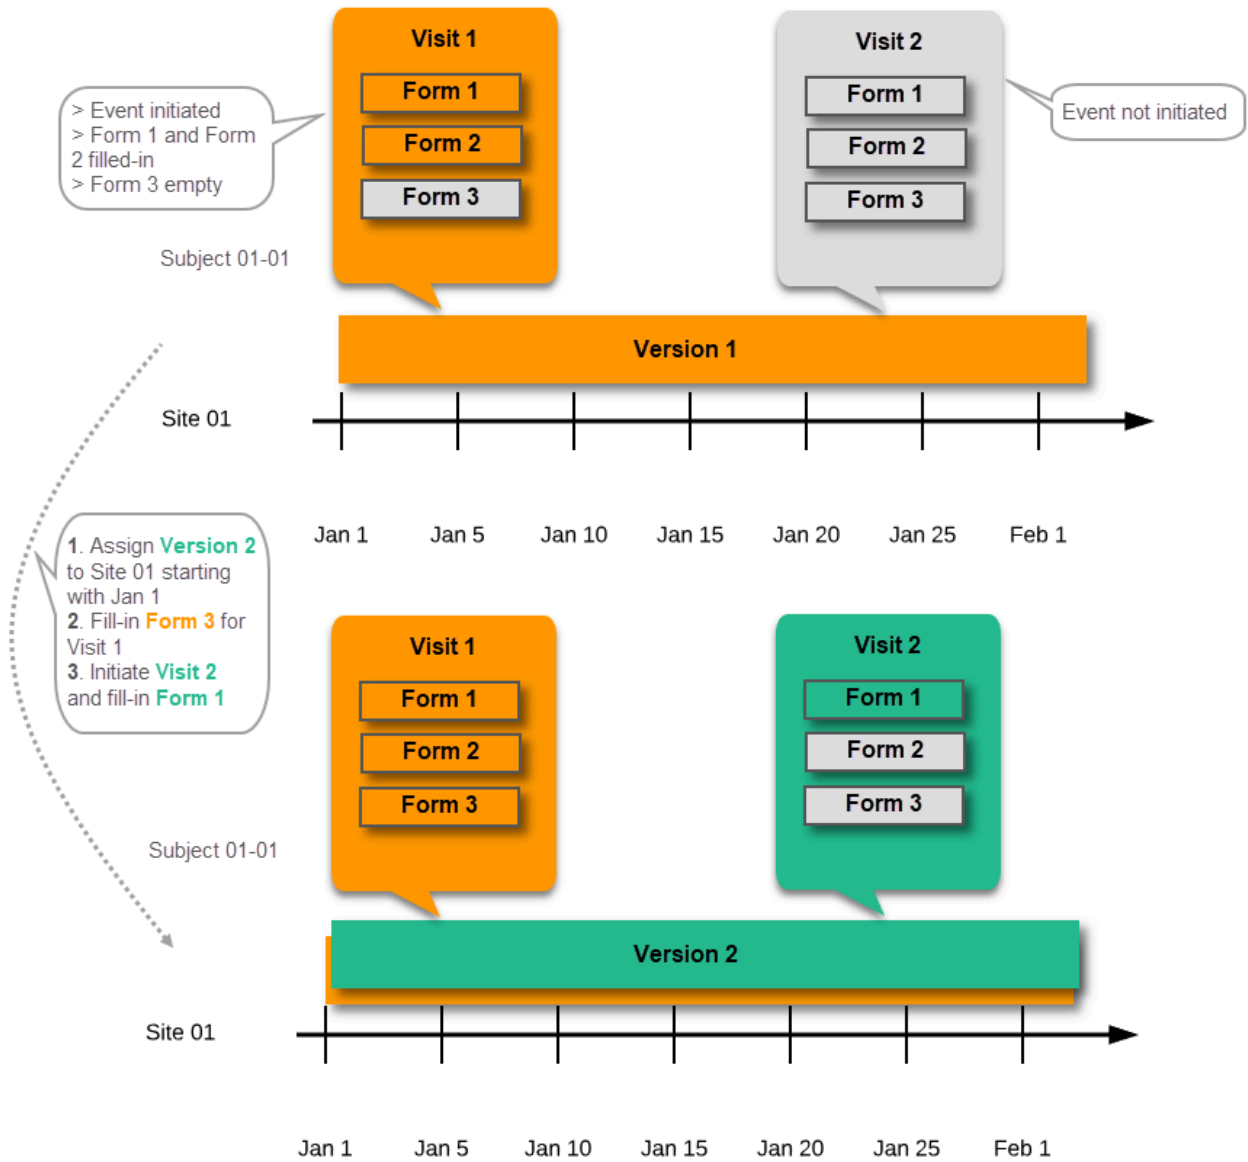 Visit 1
Form 1
Form 2
Form 3
Visit 2
Form 1
Form 2
Form 3
> Event initiated
> Form 1 and Form
2 filled-in
> Form 3 empty
Event not initiated
Subject 01-01
Version 1
Site 01
Jan 1 Jan 5 Jan 10 Jan 15 Jan 20 Jan 25 Feb 1
1. Assign Version 2
to Site 01 starting
with Jan 1
2. Fill-in Form 3 for
Visit 1
3. Initiate Visit 2
and fill-in Form 1
Visit 1
Form 1
Form 2
Form 3
Visit 2
Form 1
Form 2
Form 3
Subject 01-01
Version 2
Site 01
Jan 1 Jan 5 Jan 10 Jan 15 Jan 20 Jan 25 Feb 1